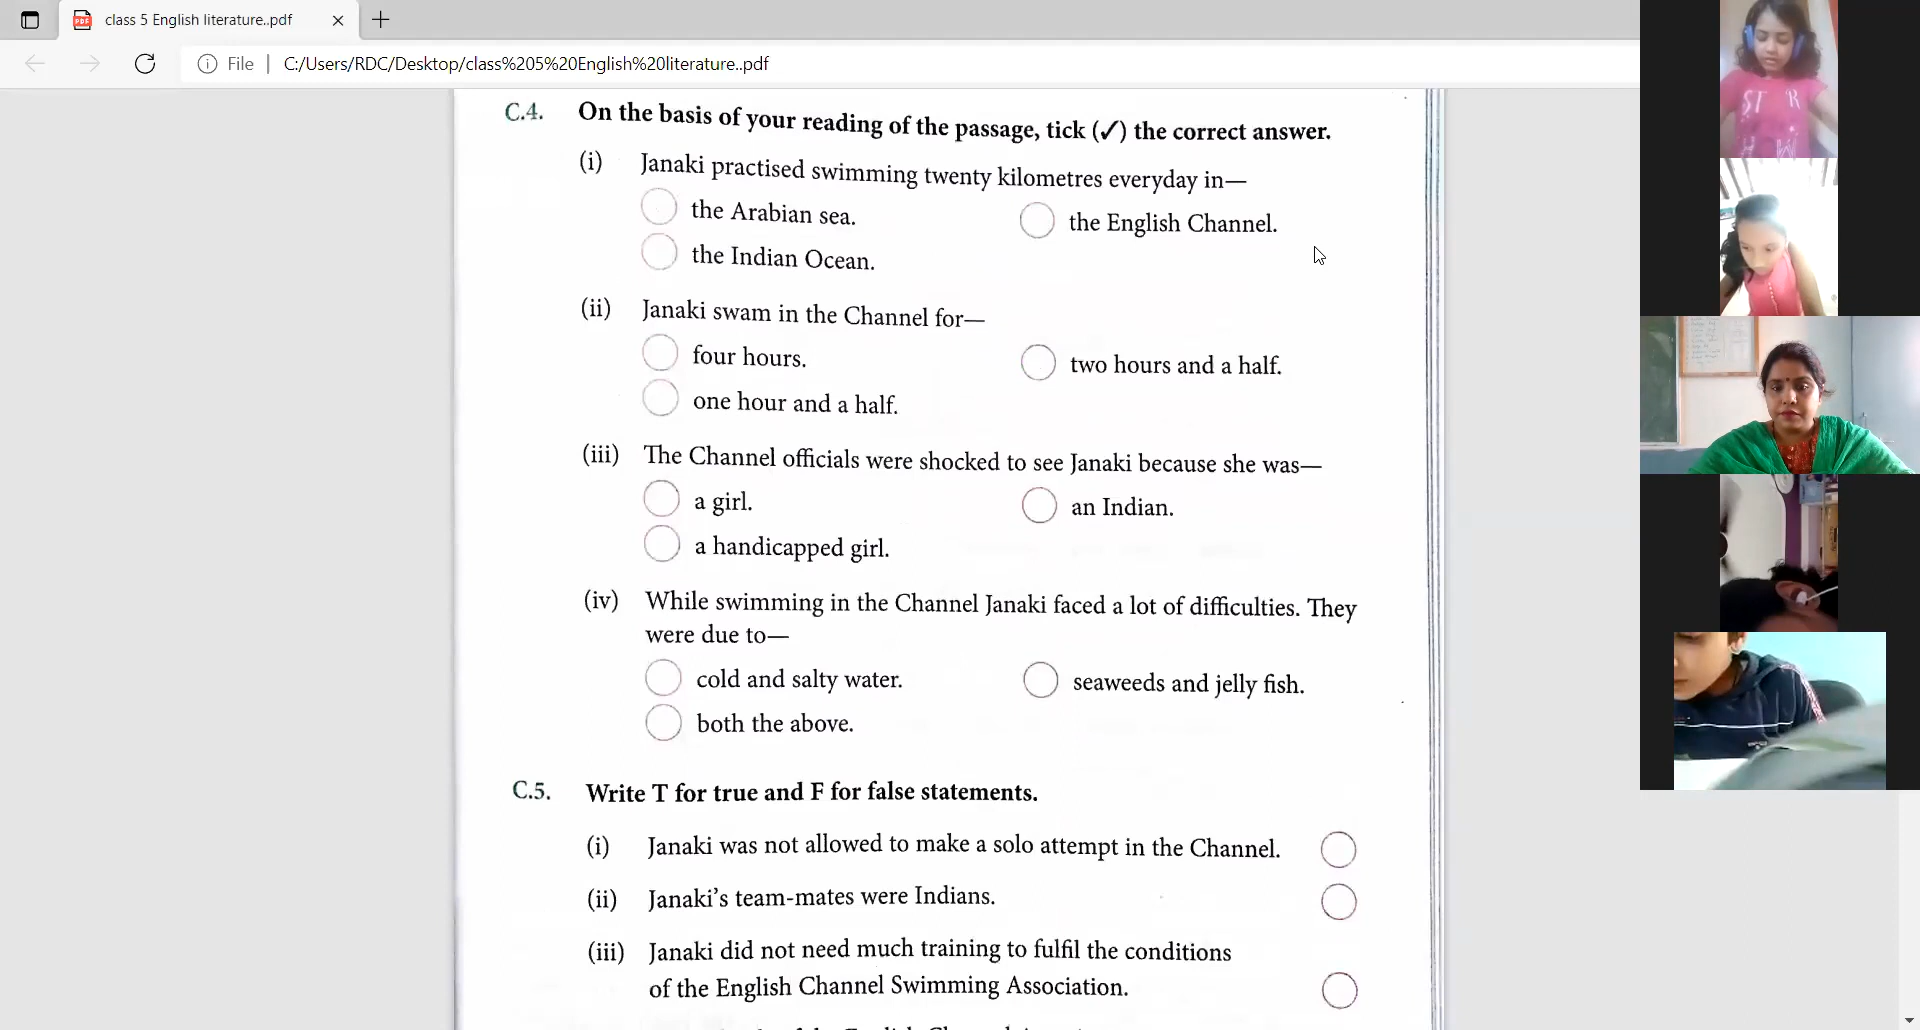 class 5 English literature..pdf
File
C:/Users/RDC/Desktop/class%205%20English%20literature..pdf
C.4. On the basis of your reading of the passage, tick (✓) the correct answer.
(i) Janaki practised swimming twenty kilometres everyday in—
the Arabian sea. the English Channel.
the Indian Ocean.
(ii) Janaki swam in the Channel for—
four hours. two hours and a half.
one hour and a half.
(iii) The Channel officials were shocked to see Janaki because she was—
a girl. an Indian.
a handicapped girl.
(iv) While swimming in the Channel Janaki faced a lot of difficulties. They
were due to—
cold and salty water. seaweeds and jelly fish.
both the above.
C.5. Write T for true and F for false statements.
(i) Janaki was not allowed to make a solo attempt in the Channel.
(ii) Janaki's team-mates were Indians.
(iii) Janaki did not need much training to fulfil the conditions
of the English Channel Swimming Association.